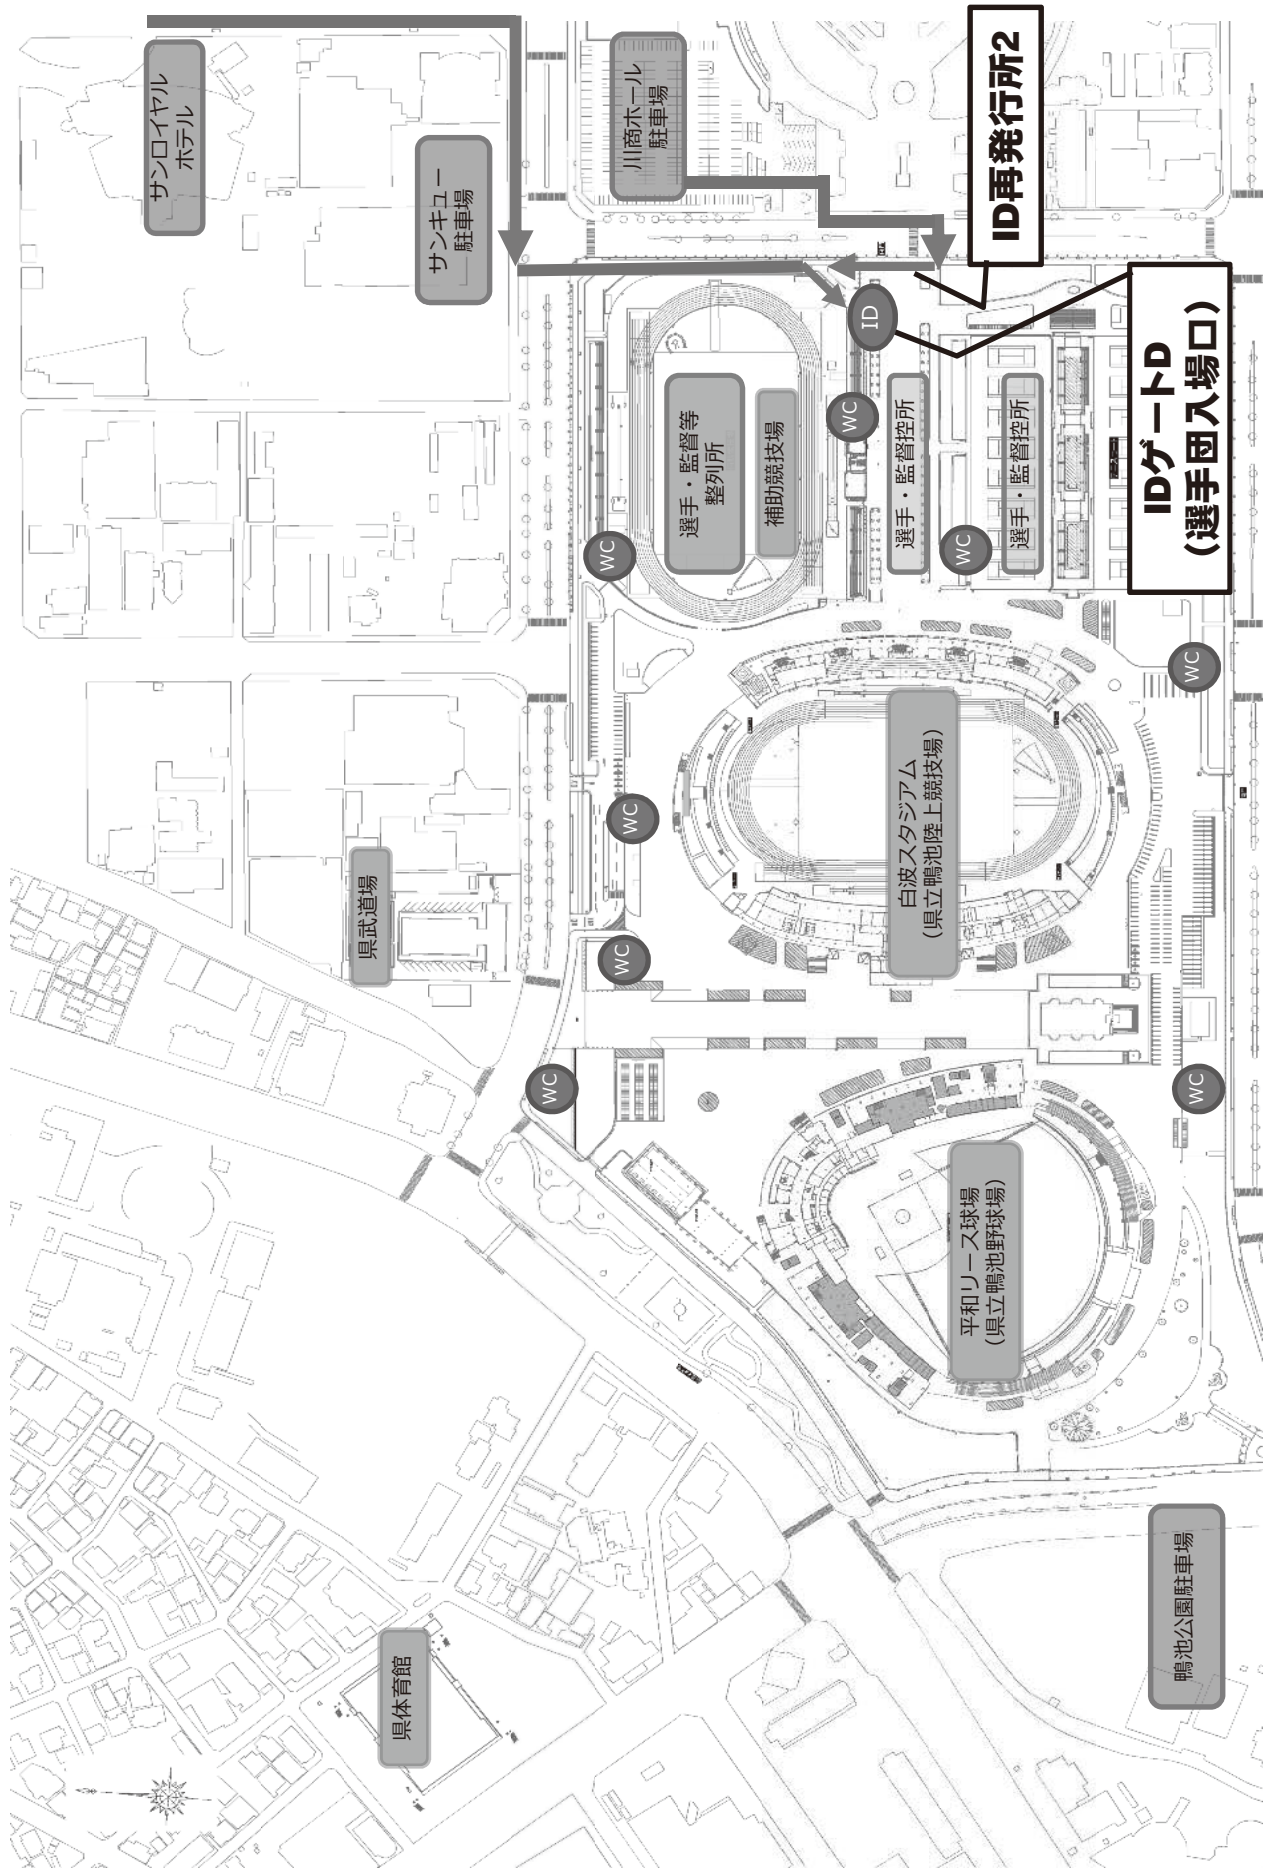 サンロイヤル
ホテル
県武道場
県体育館
サンキュー
駐車場
川商ホール
駐車場
WC
WC
WC
WC
選手・監督等
整列所
補助競技場
WC
ID
選手・監督控所
白波スタジアム
(県立鴨池陸上競技場)
WC
選手・監督控所
ID再発行所2
平和リース球場
(県立鴨池野球場)
IDゲートD
(選手団入場口)
鴨池公園駐車場
WC
WC